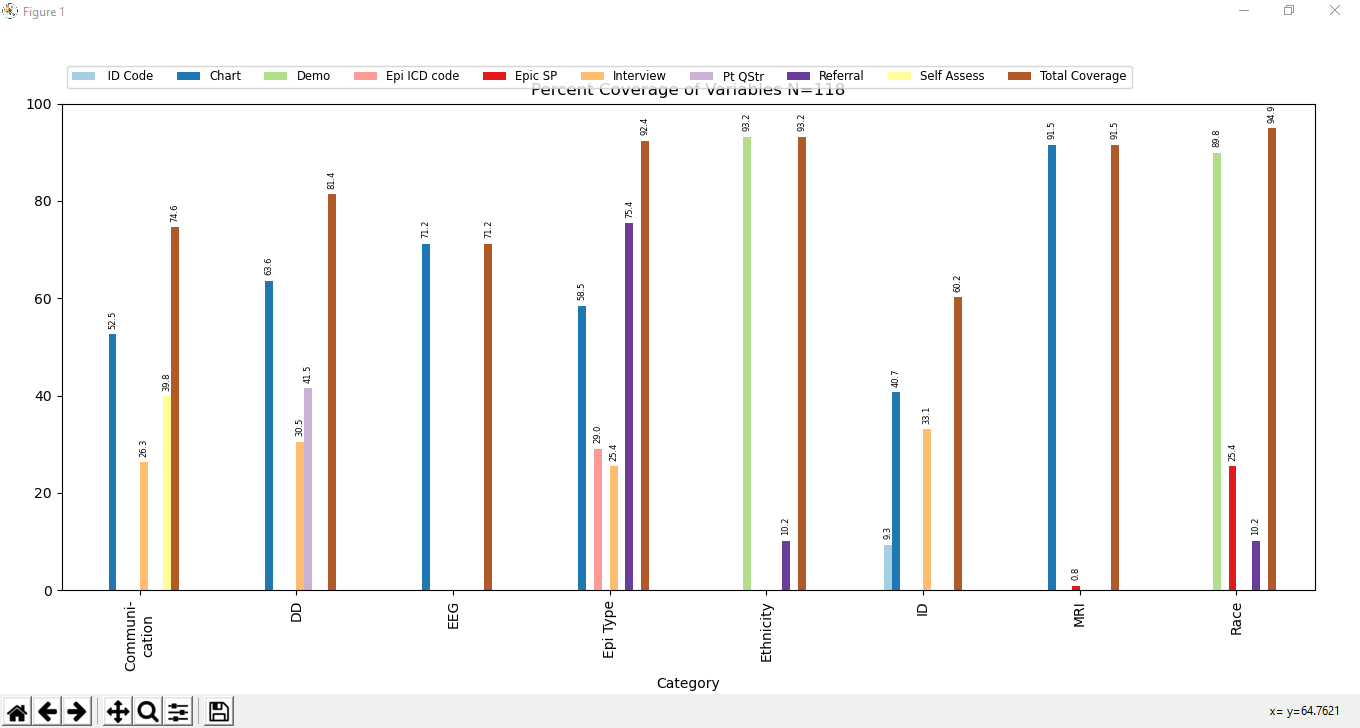 Figure 1
ID Code Chart Demo Epi ICD code Epic SP Interview Pt QStr Referral Self Assess Total Coverage
Percent Coverage of Variables N=118
100
80
60
40
20
0
52.5 26.3 39.8 74.6
63.6 30.5 41.5 81.4
71.2 71.2
58.5 29.0 25.4 75.4 92.4
93.2 10.2 93.2
9.3 40.7 33.1 60.2
91.5 0.8 91.5
89.8 25.4 10.2 94.9
Communi-
cation
DD
EEG
Epi Type
Ethnicity
ID
MRI
Race
Category
x= y=64.7621